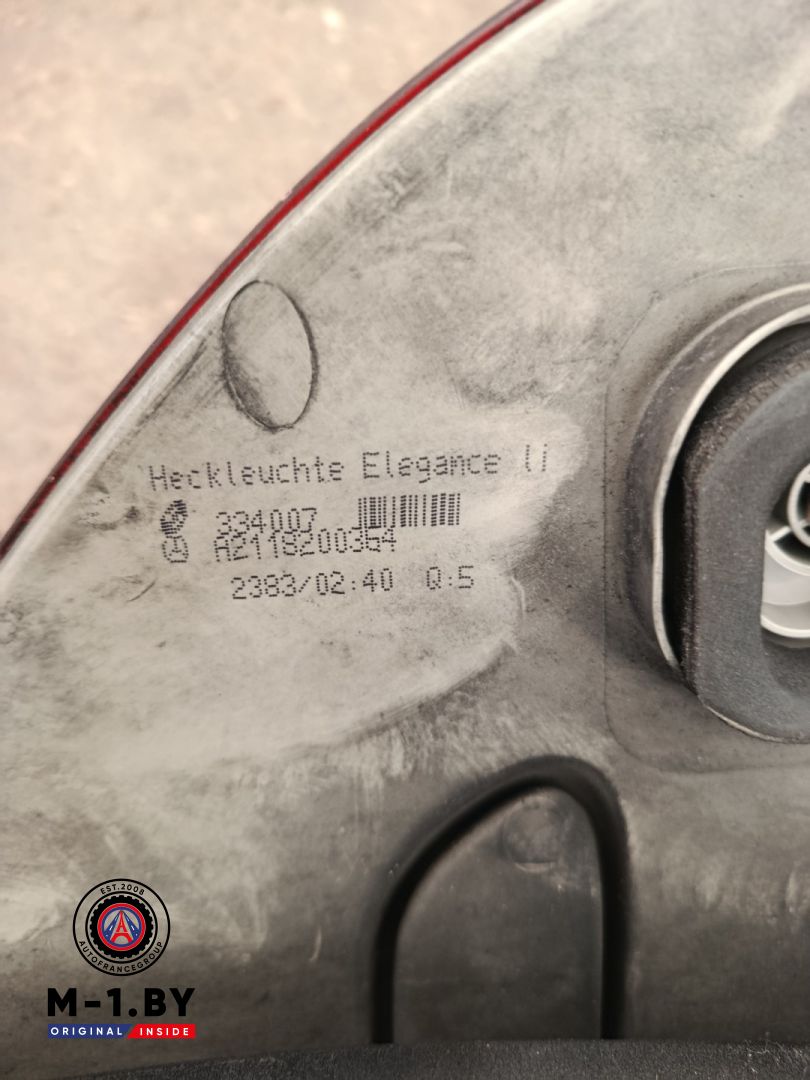 Heckleuchte Elegance li
334007
A2118200364
2383/02:40 Q:5
EST.2008
AUTOFRANCEGROUP
M-1.BY
ORIGINAL INSIDE